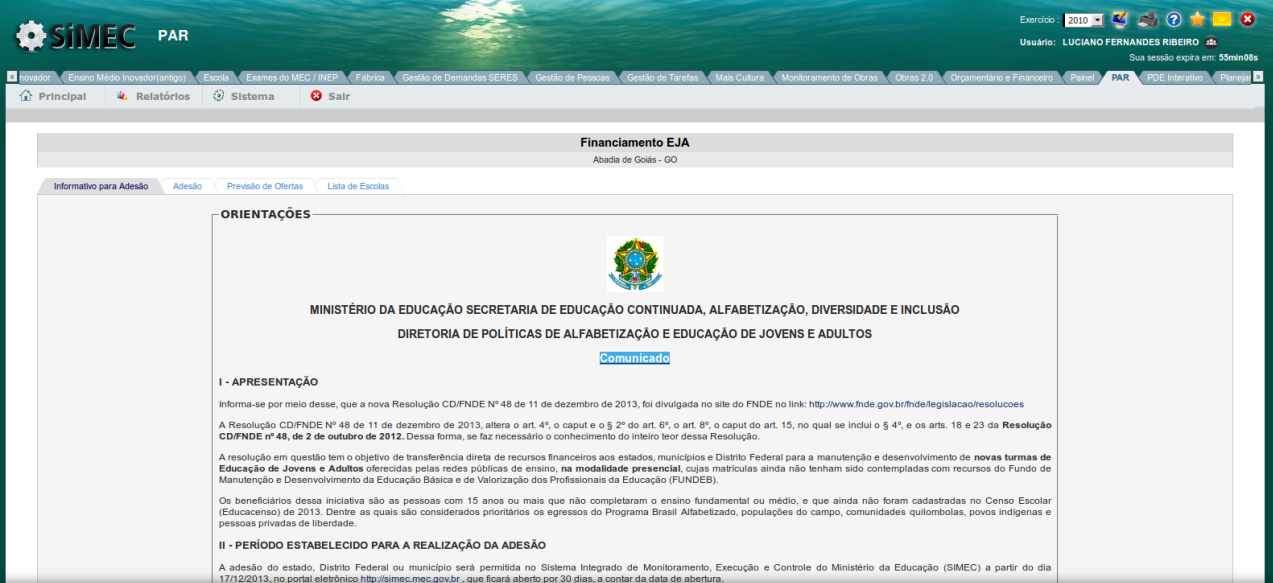 SiMEC PAR
Exercício : 2010
Usuário: LUCIANO FERNANDES RIBEIRO
Sua sessão expira em: 55min08s
novador Ensino Médio Inovador(antigo) Escola Exames do MEC / INEP Fábrica Gestão de Demandas SERES Gestão de Pessoas Gestão de Tarefas Mais Cultura Monitoramento de Obras Obras 2.0 Orçamentário e Financeiro Painel PAR PDE Interativo Planejar
Principal Relatórios Sistema Sair
Financiamento EJA
Abadia de Goiás - GO
Informativo para Adesão Adesão Previsão de Ofertas Lista de Escolas
ORIENTAÇÕES
MINISTÉRIO DA EDUCAÇÃO SECRETARIA DE EDUCAÇÃO CONTINUADA, ALFABETIZAÇÃO, DIVERSIDADE E INCLUSÃO
DIRETORIA DE POLÍTICAS DE ALFABETIZAÇÃO E EDUCAÇÃO DE JOVENS E ADULTOS
Comunicado
I - APRESENTAÇÃO
Informa-se por meio desse, que a nova Resolução CD/FNDE Nº 48 de 11 de dezembro de 2013, foi divulgada no site do FNDE no link: http://www.fnde.gov.br/fnde/legislacao/resolucoes
A Resolução CD/FNDE Nº 48 de 11 de dezembro de 2013, altera o art. 4º, o caput e o § 2º do art. 6º, o art. 8º, o caput do art. 15, no qual se inclui o § 4º, e os arts. 18 e 23 da Resolução
CD/FNDE nº 48, de 2 de outubro de 2012. Dessa forma, se faz necessário o conhecimento do inteiro teor dessa Resolução.
A resolução em questão tem o objetivo de transferência direta de recursos financeiros aos estados, municípios e Distrito Federal para a manutenção e desenvolvimento de novas turmas de
Educação de Jovens e Adultos oferecidas pelas redes públicas de ensino, na modalidade presencial, cujas matrículas ainda não tenham sido contempladas com recursos do Fundo de
Manutenção e Desenvolvimento da Educação Básica e de Valorização dos Profissionais da Educação (FUNDEB).
Os beneficiários dessa iniciativa são as pessoas com 15 anos ou mais que não completaram o ensino fundamental ou médio, e que ainda não foram cadastradas no Censo Escolar
(Educacenso) de 2013. Dentre as quais são considerados prioritários os egressos do Programa Brasil Alfabetizado, populações do campo, comunidades quilombolas, povos indígenas e
pessoas privadas de liberdade.
II - PERÍODO ESTABELECIDO PARA A REALIZAÇÃO DA ADESÃO
A adesão do estado, Distrito Federal ou município será permitida no Sistema Integrado de Monitoramento, Execução e Controle do Ministério da Educação (SIMEC) a partir do dia
17/12/2013, no portal eletrônico http://simec.mec.gov.br , que ficará aberto por 30 dias, a contar da data de abertura.